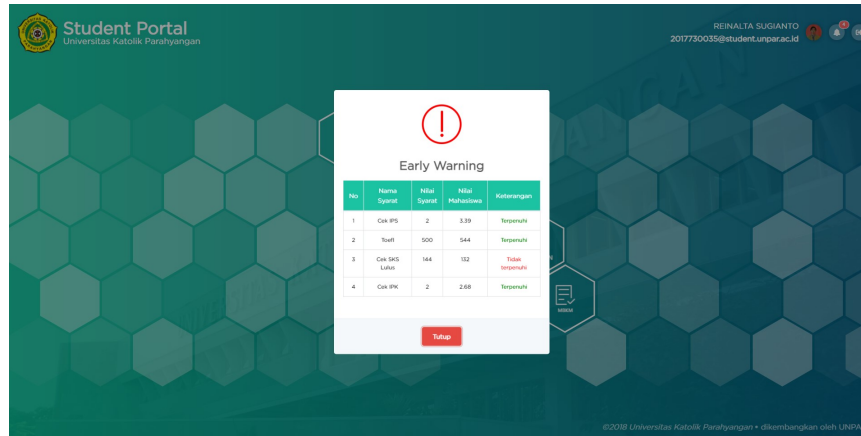 Student Portal
Universitas Katolik Parahyangan
REINALTA SUGIANTO
2017730035@student.unpar.ac.id
4
Early Warning
No Nama Syarat Nilai Syarat Nilai Mahasiswa Keterangan
1 Cek IPS 2 3.39 Terpenuhi
2 Toefl 500 544 Terpenuhi
3 Cek SKS Lulus 144 132 Tidak terpenuhi
4 Cek IPK 2 2.68 Terpenuhi
Tutup
MBKM
©2018 Universitas Katolik Parahyangan • dikembangkan oleh UNPA